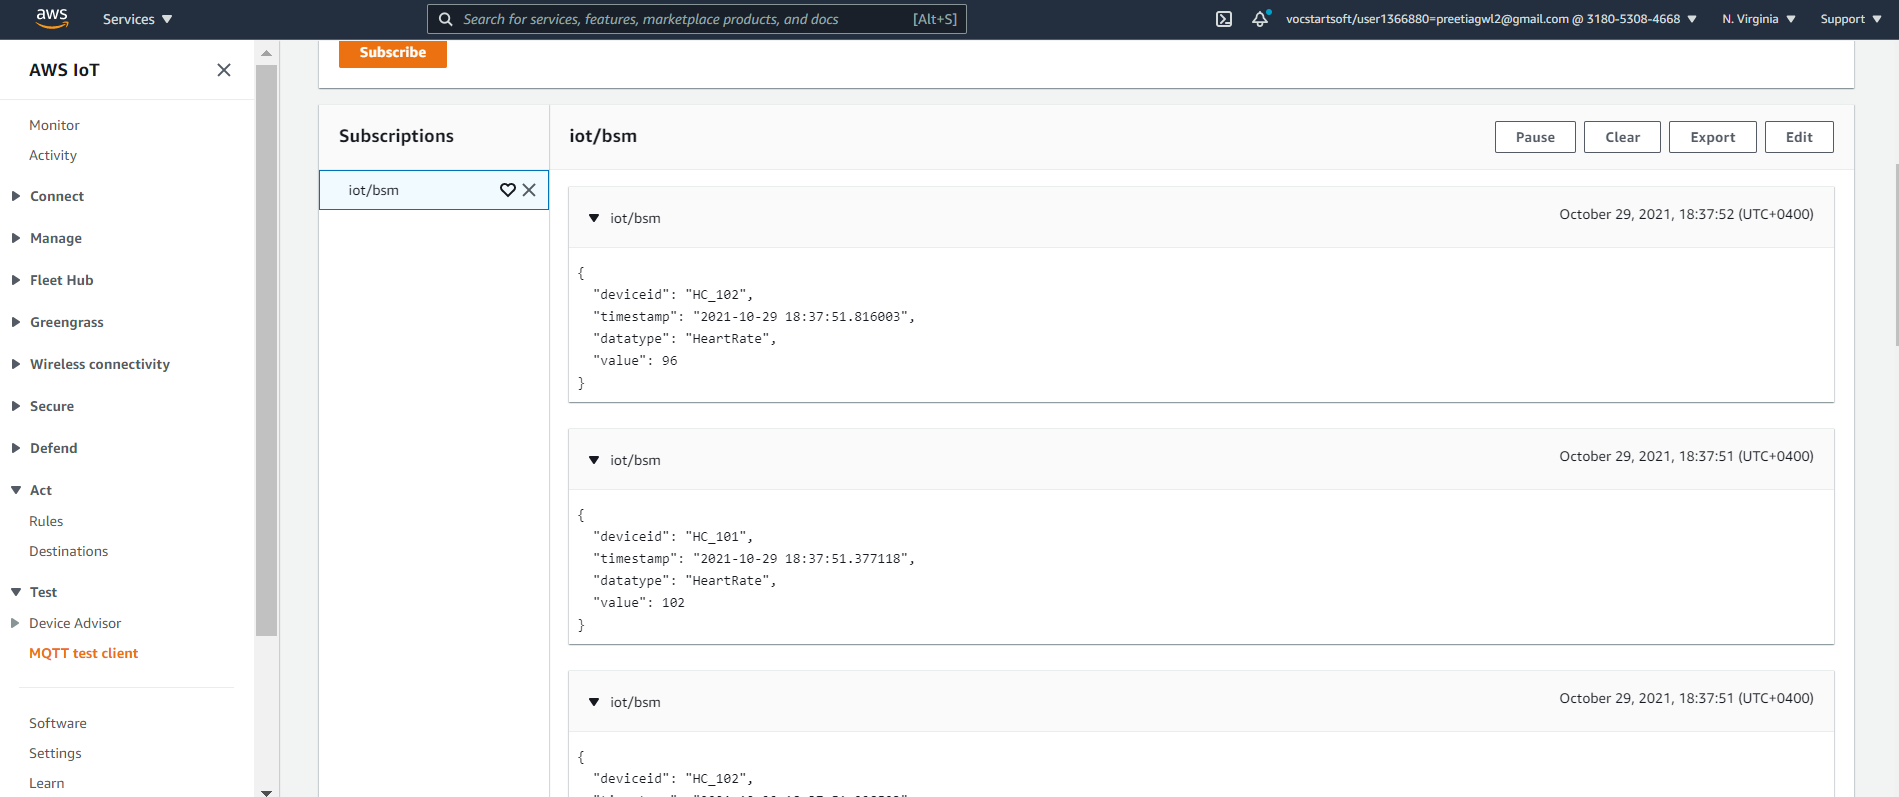 aws
Services
Search for services, features, marketplace products, and docs
[Alt+S]
vocstartsoft/user1366880=preetiagwl2@gmail.com @ 3180-5308-4668
N. Virginia
Support
AWS IoT
Monitor
Activity
Connect
Manage
Fleet Hub
Greengrass
Wireless connectivity
Secure
Defend
Act
Rules
Destinations
Test
Device Advisor
MQTT test client
Software
Settings
Learn
Subscribe
Subscriptions
iot/bsm
iot/bsm
Pause
Clear
Export
Edit
iot/bsm
October 29, 2021, 18:37:52 (UTC+0400)
{
"deviceid": "HC_102",
"timestamp": "2021-10-29 18:37:51.816003",
"datatype": "HeartRate",
"value": 96
}
iot/bsm
October 29, 2021, 18:37:51 (UTC+0400)
{
"deviceid": "HC_101",
"timestamp": "2021-10-29 18:37:51.377118",
"datatype": "HeartRate",
"value": 102
}
iot/bsm
October 29, 2021, 18:37:51 (UTC+0400)
{
"deviceid": "HC_102",